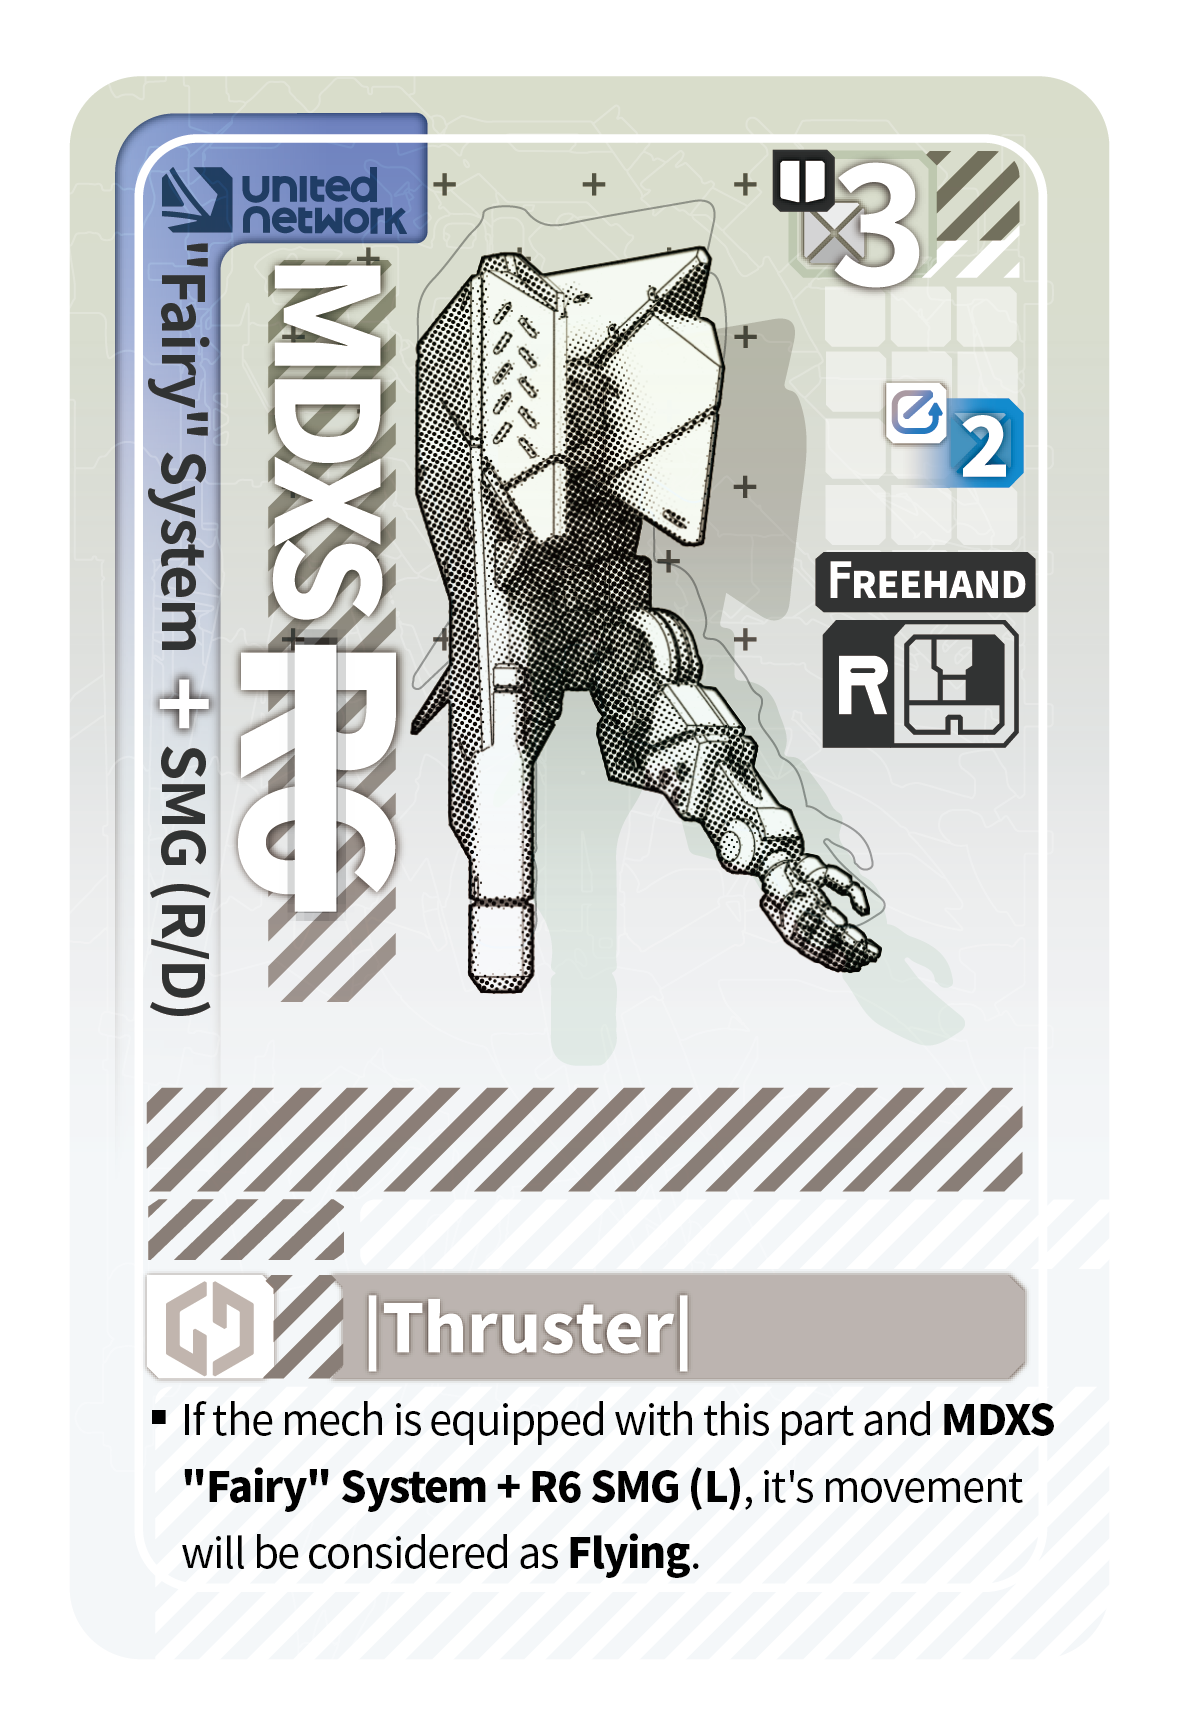 United
Network
"Fairy" System + SMG (R/D)
MDXS
R6
3
2
FREEHAND
R
|Thruster|
▪ If the mech is equipped with this part and MDXS
"Fairy" System + R6 SMG (L), it's movement
will be considered as Flying.